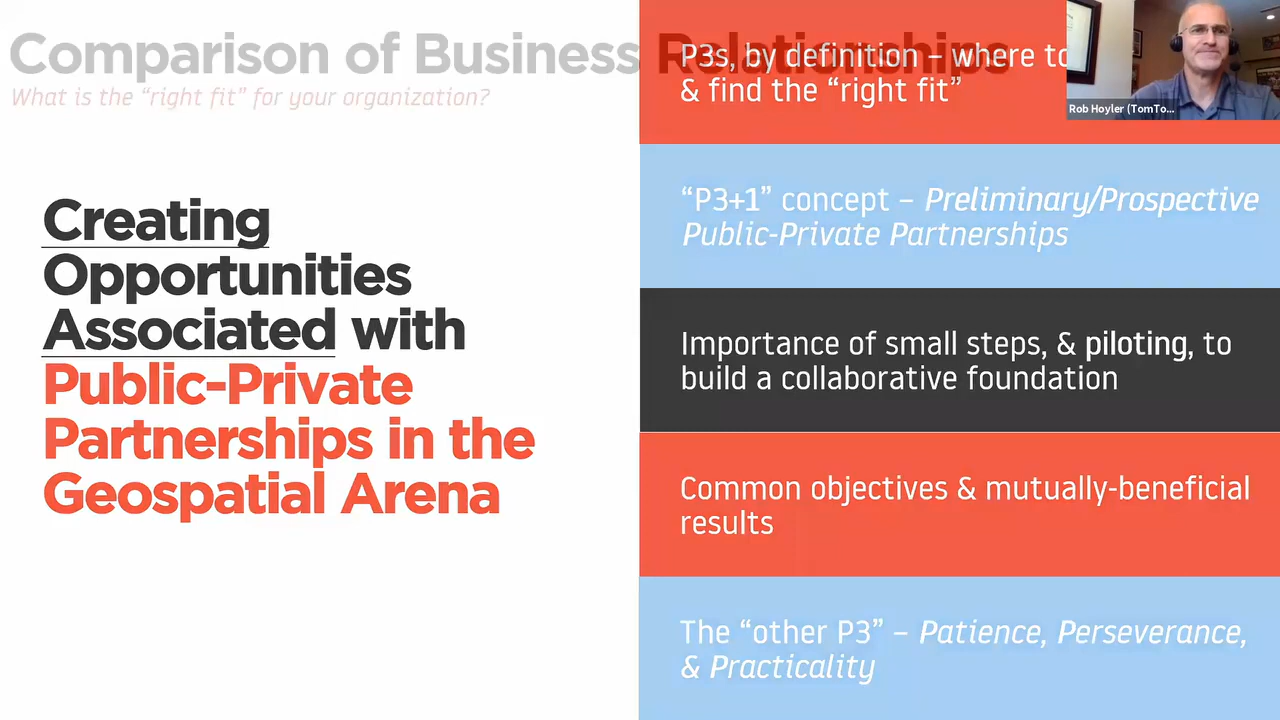 Comparison of Business Relationships
What is the “right fit” for your organization?
Creating
Opportunities
Associated with
Public-Private
Partnerships in the
Geospatial Arena
P3s, by definition – where to
& find the “right fit”
“P3+1” concept – Preliminary/Prospective
Public-Private Partnerships
Importance of small steps, & piloting, to
build a collaborative foundation
Common objectives & mutually-beneficial
results
The “other P3” – Patience, Perseverance,
& Practicality
Rob Hoyler (TomTo...